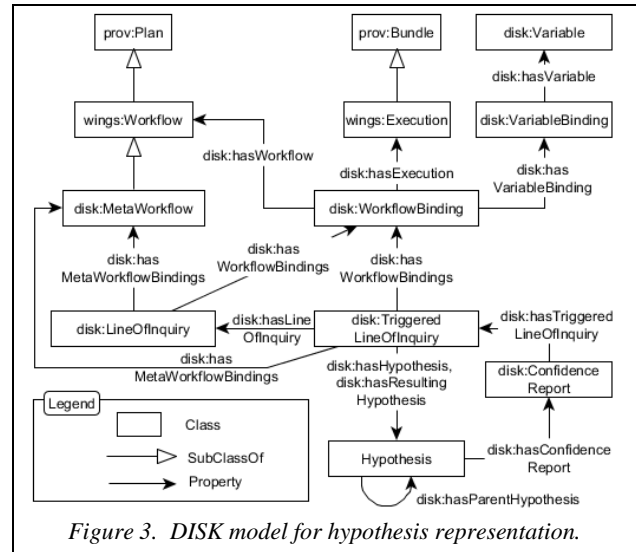 prov:Plan
prov:Bundle
disk:Variable
disk:hasVariable
wings:Workflow
wings:Execution
disk:VariableBinding
disk:hasWorkflow
disk:hasExecution
disk:has
VariableBinding
disk:MetaWorkflow
disk:WorkflowBinding
disk:has
MetaWorkflowBindings
disk:has
WorkflowBindings
disk:has
WorkflowBindings
disk:LineOfInquiry
disk:hasLine
OfInquiry
disk:Triggered
LineOfInquiry
disk:hasTriggered
LineOfInquiry
disk:has
MetaWorkflowBindings
disk:hasHypothesis,
disk:hasResulting
Hypothesis
disk:Confidence
Report
Legend
Class
SubClassOf
Property
Hypothesis
disk:hasConfidence
Report
disk:hasParentHypothesis
Figure 3. DISK model for hypothesis representation.